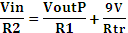 Vin/R2 = VoutP/R1 + 9V/Rtr